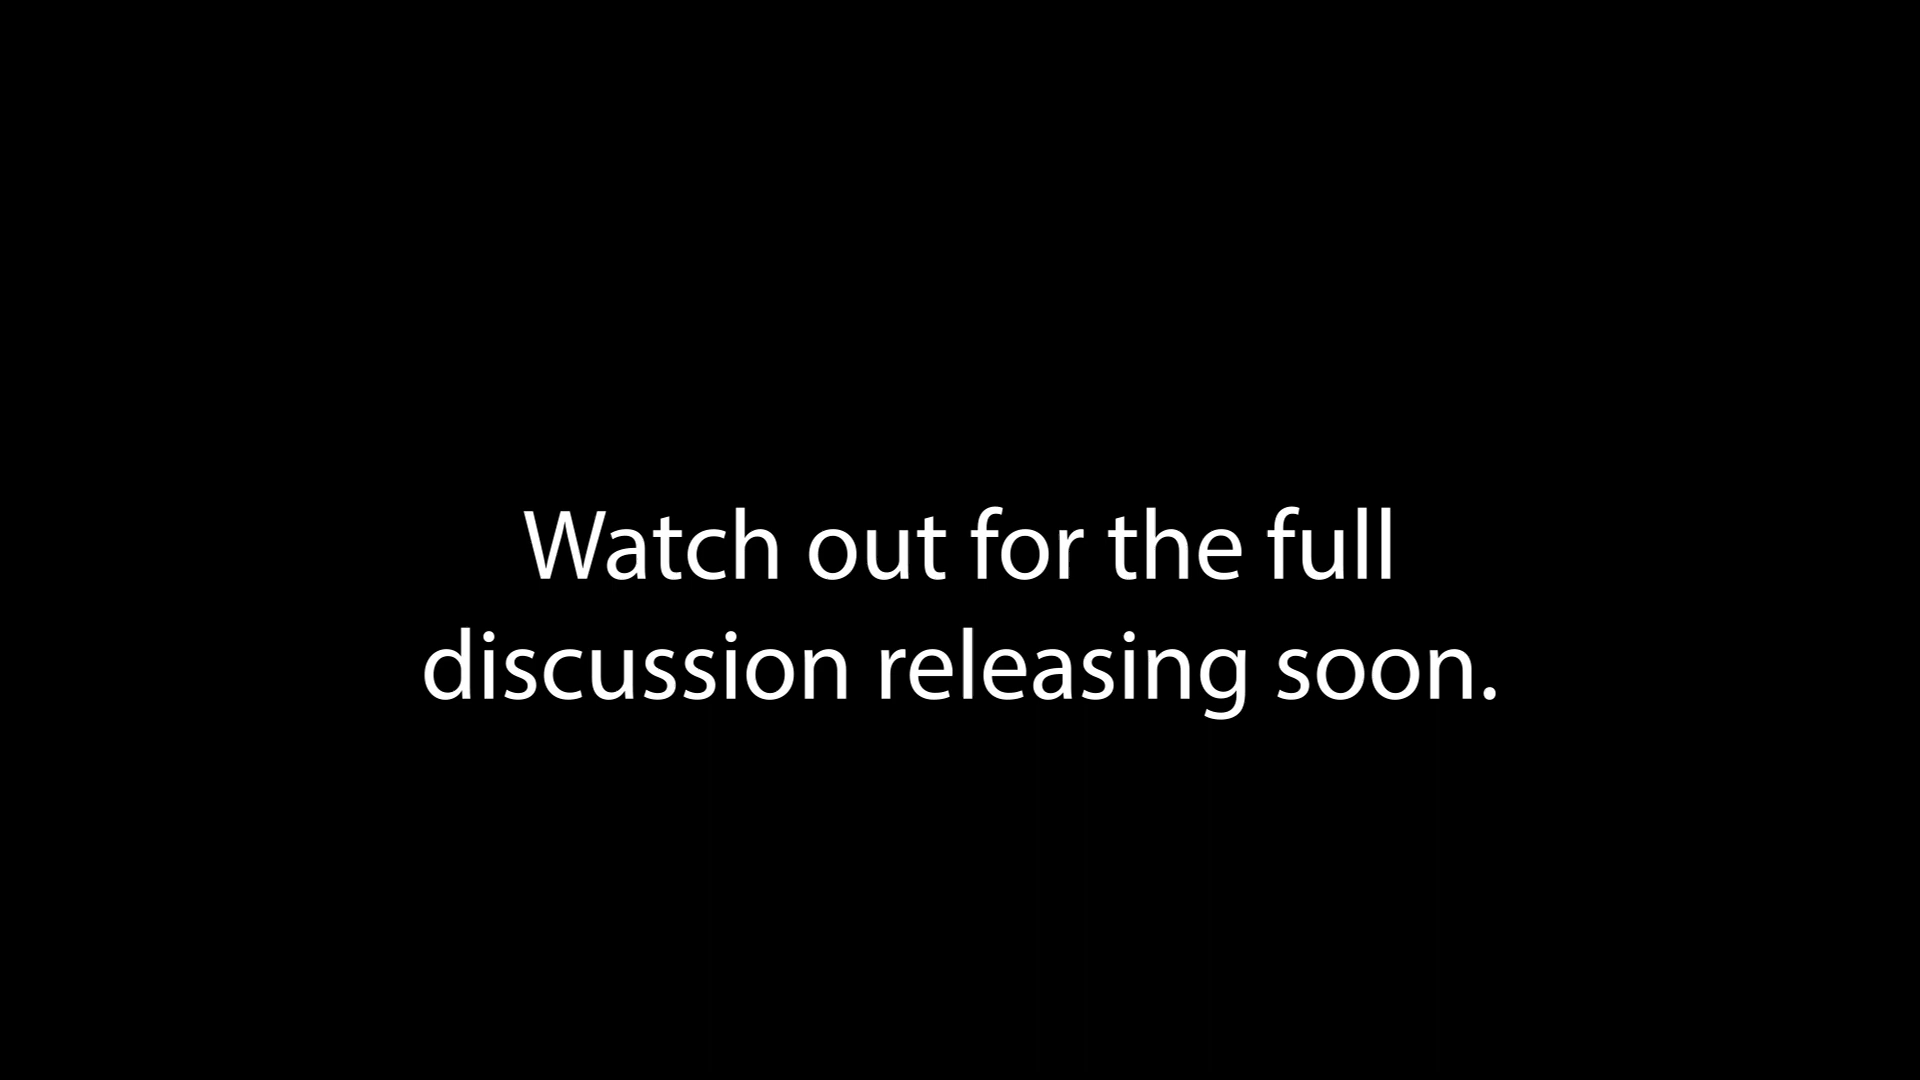 Watch out for the full
discussion releasing soon.